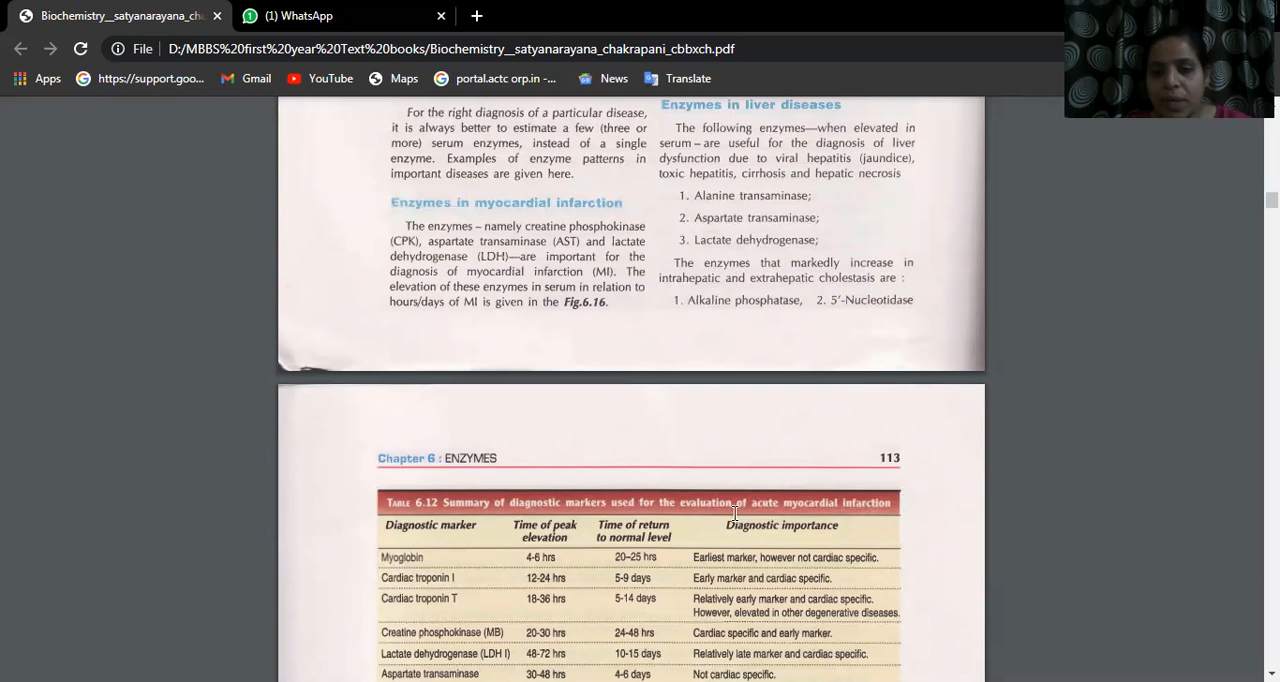 Biochemistry__satyanarayana_cha
(1) WhatsApp
File
D:/MBBS%20first%20year%20Text%20books/Biochemistry__satyanarayana_chakrapani_cbbxch.pdf
Apps
https://support.goo...
Gmail
YouTube
Maps
portal.actc orp.in -...
News
Translate
For the right diagnosis of a particular disease,
it is always better to estimate a few (three or
more) serum enzymes, instead of a single
enzyme. Examples of enzyme patterns in
important diseases are given here.
Enzymes in myocardial infarction
The enzymes – namely creatine phosphokinase
(CPK), aspartate transaminase (AST) and lactate
dehydrogenase (LDH)—are important for the
diagnosis of myocardial infarction (MI). The
elevation of these enzymes in serum in relation to
hours/days of MI is given in the Fig.6.16.
Enzymes in liver diseases
The following enzymes—when elevated in
serum – are useful for the diagnosis of liver
dysfunction due to viral hepatitis (jaundice),
toxic hepatitis, cirrhosis and hepatic necrosis
1. Alanine transaminase;
2. Aspartate transaminase;
3. Lactate dehydrogenase;
The enzymes that markedly increase in
intrahepatic and extrahepatic cholestasis are :
1. Alkaline phosphatase, 2. 5'-Nucleotidase
Chapter 6 : ENZYMES 113
TABLE 6.12 Summary of diagnostic markers used for the evaluation of acute myocardial infarction
Diagnostic marker Time of peak elevation Time of return to normal level Diagnostic importance
Myoglobin 4-6 hrs 20–25 hrs Earliest marker, however not cardiac specific.
Cardiac troponin I 12-24 hrs 5-9 days Early marker and cardiac specific.
Cardiac troponin T 18-36 hrs 5-14 days Relatively early marker and cardiac specific.
However, elevated in other degenerative diseases.
Creatine phosphokinase (MB) 20-30 hrs 24-48 hrs Cardiac specific and early marker.
Lactate dehydrogenase (LDH I) 48-72 hrs 10-15 days Relatively late marker and cardiac specific.
Aspartate transaminase 30-48 hrs 4-6 days Not cardiac specific.